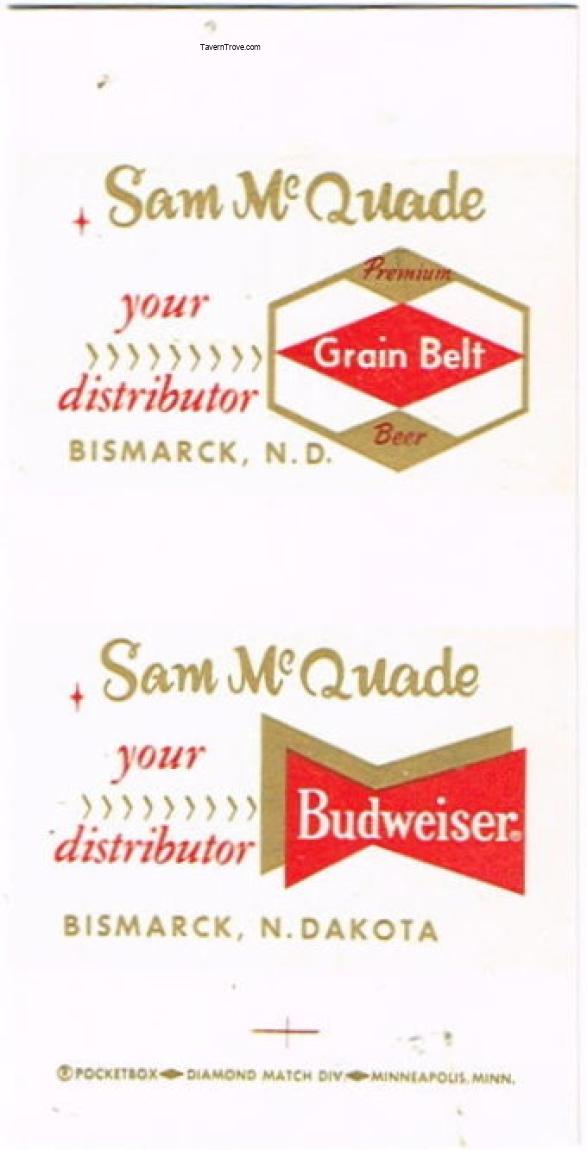 TavernTrove.com
Sam McQuade
your
distributor
BISMARCK, N.D.
Premium
Grain Belt
Beer
Sam McQuade
your
distributor
BISMARCK, N. DAKOTA
Budweiser®
® POCKETBOX DIAMOND MATCH DIV. MINNEAPOLIS, MINN.